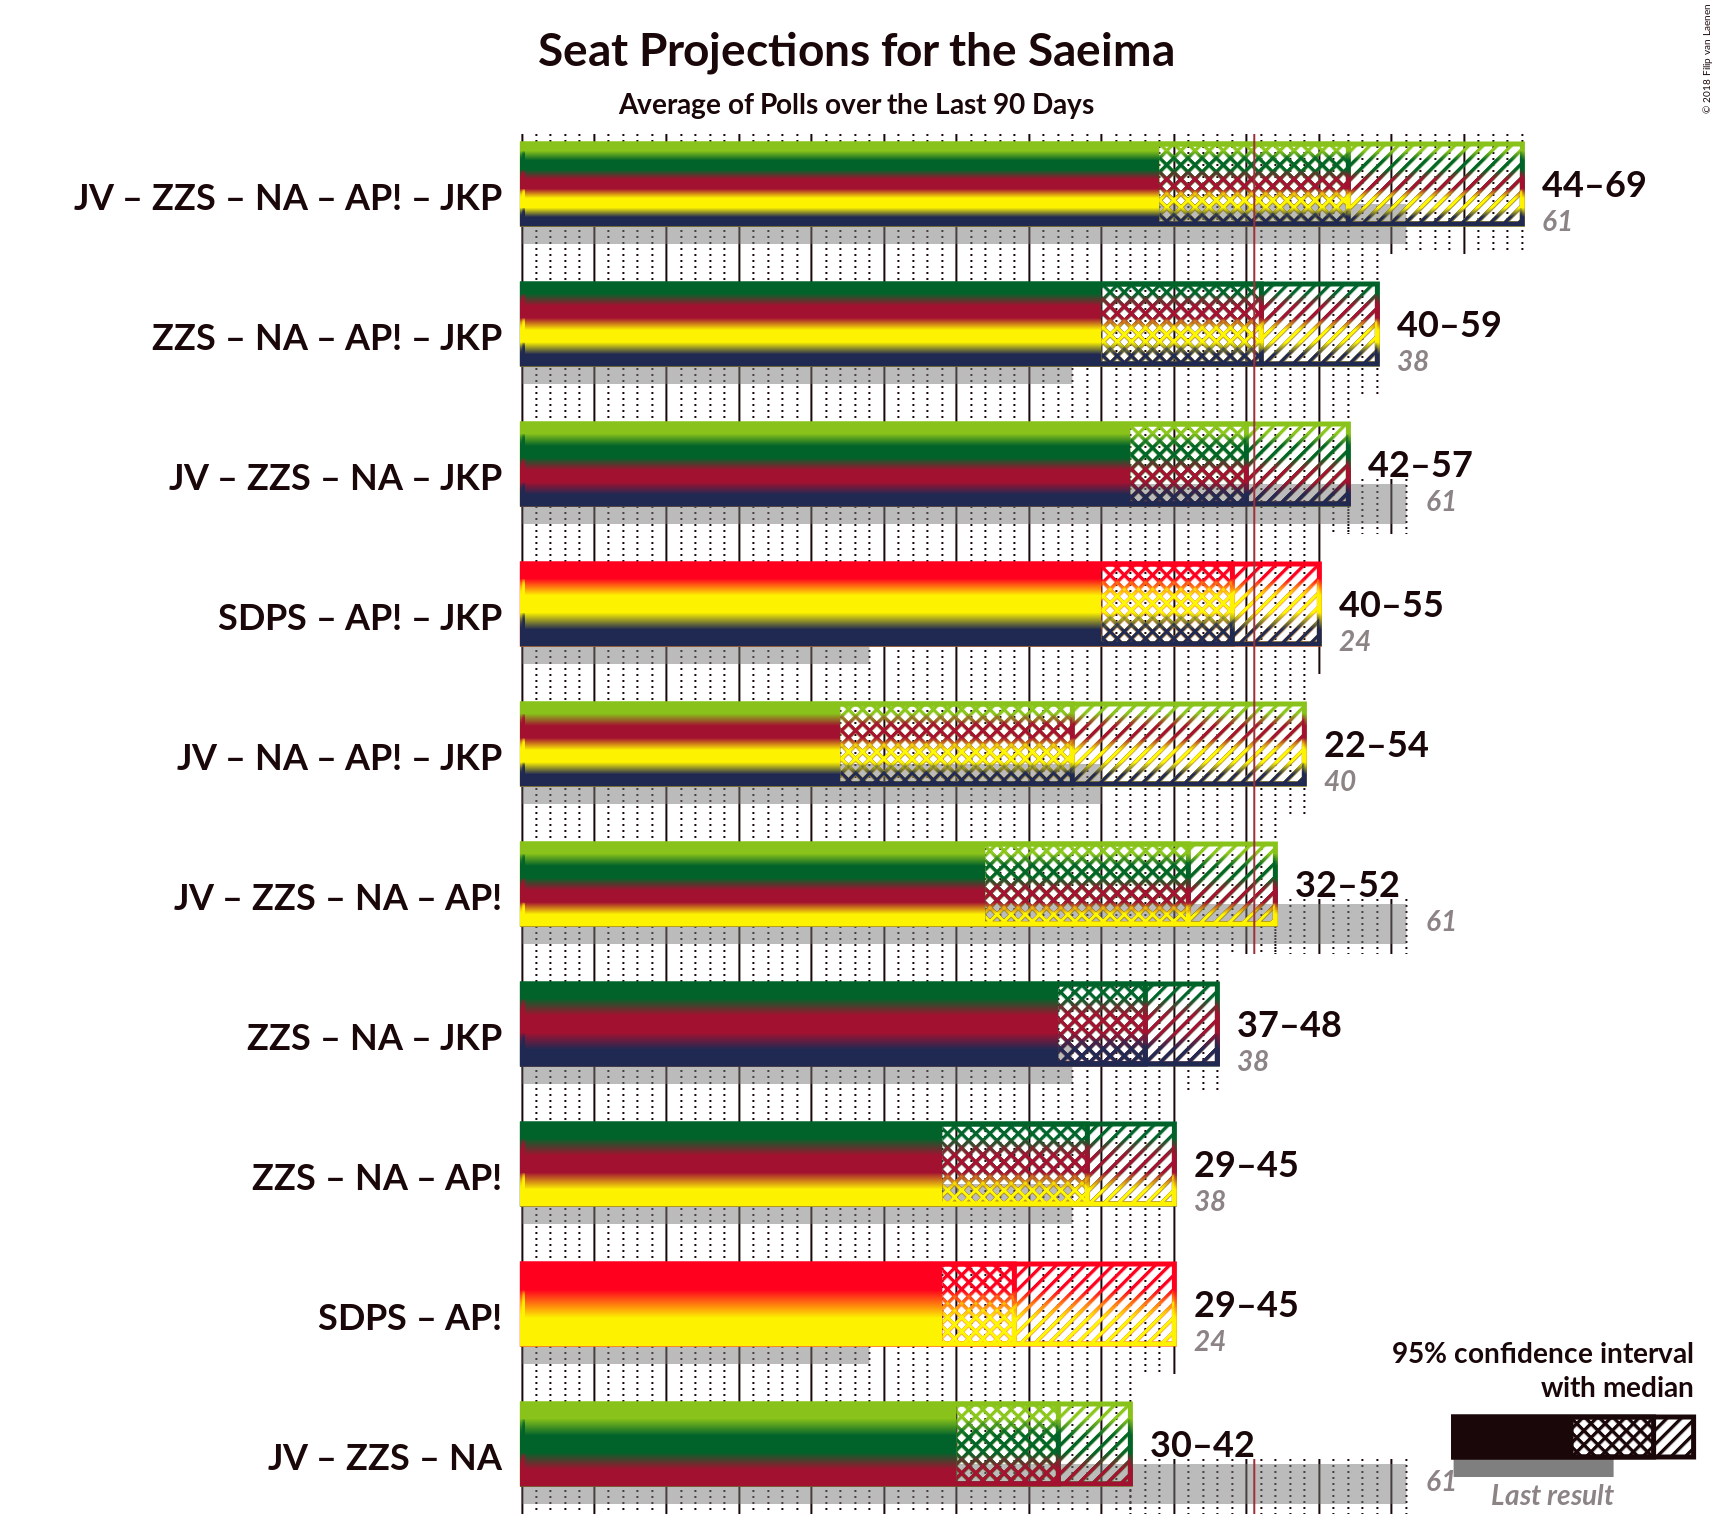 Seat Projections for the Saeima
Average of Polls over the Last 90 Days
© 2018 Filip van Laenen
JV – ZZS – NA – AP! – JKP
44–69
61
ZZS – NA – AP! – JKP
40–59
38
JV – ZZS – NA – JKP
42–57
61
SDPS – AP! – JKP
40–55
24
JV – NA – AP! – JKP
22–54
40
JV – ZZS – NA – AP!
32–52
61
ZZS – NA – JKP
37–48
38
ZZS – NA – AP!
29–45
38
SDPS – AP!
29–45
24
JV – ZZS – NA
30–42
61
95% confidence interval
with median
Last result